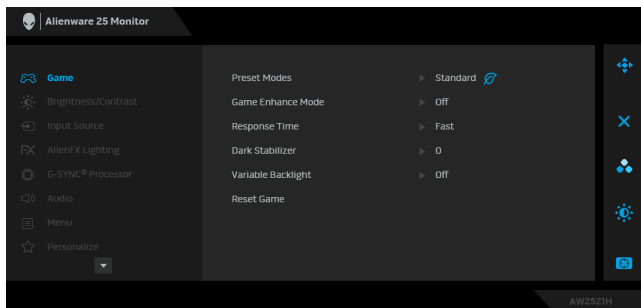 Alienware 25 Monitor
Game
Brightness/Contrast
Input Source
FX AlienFX Lighting
G-SYNC® Processor
Audio
Menu
Personalize
Preset Modes Standard
Game Enhance Mode Off
Response Time Fast
Dark Stabilizer 0
Variable Backlight Off
Reset Game
AW2521H